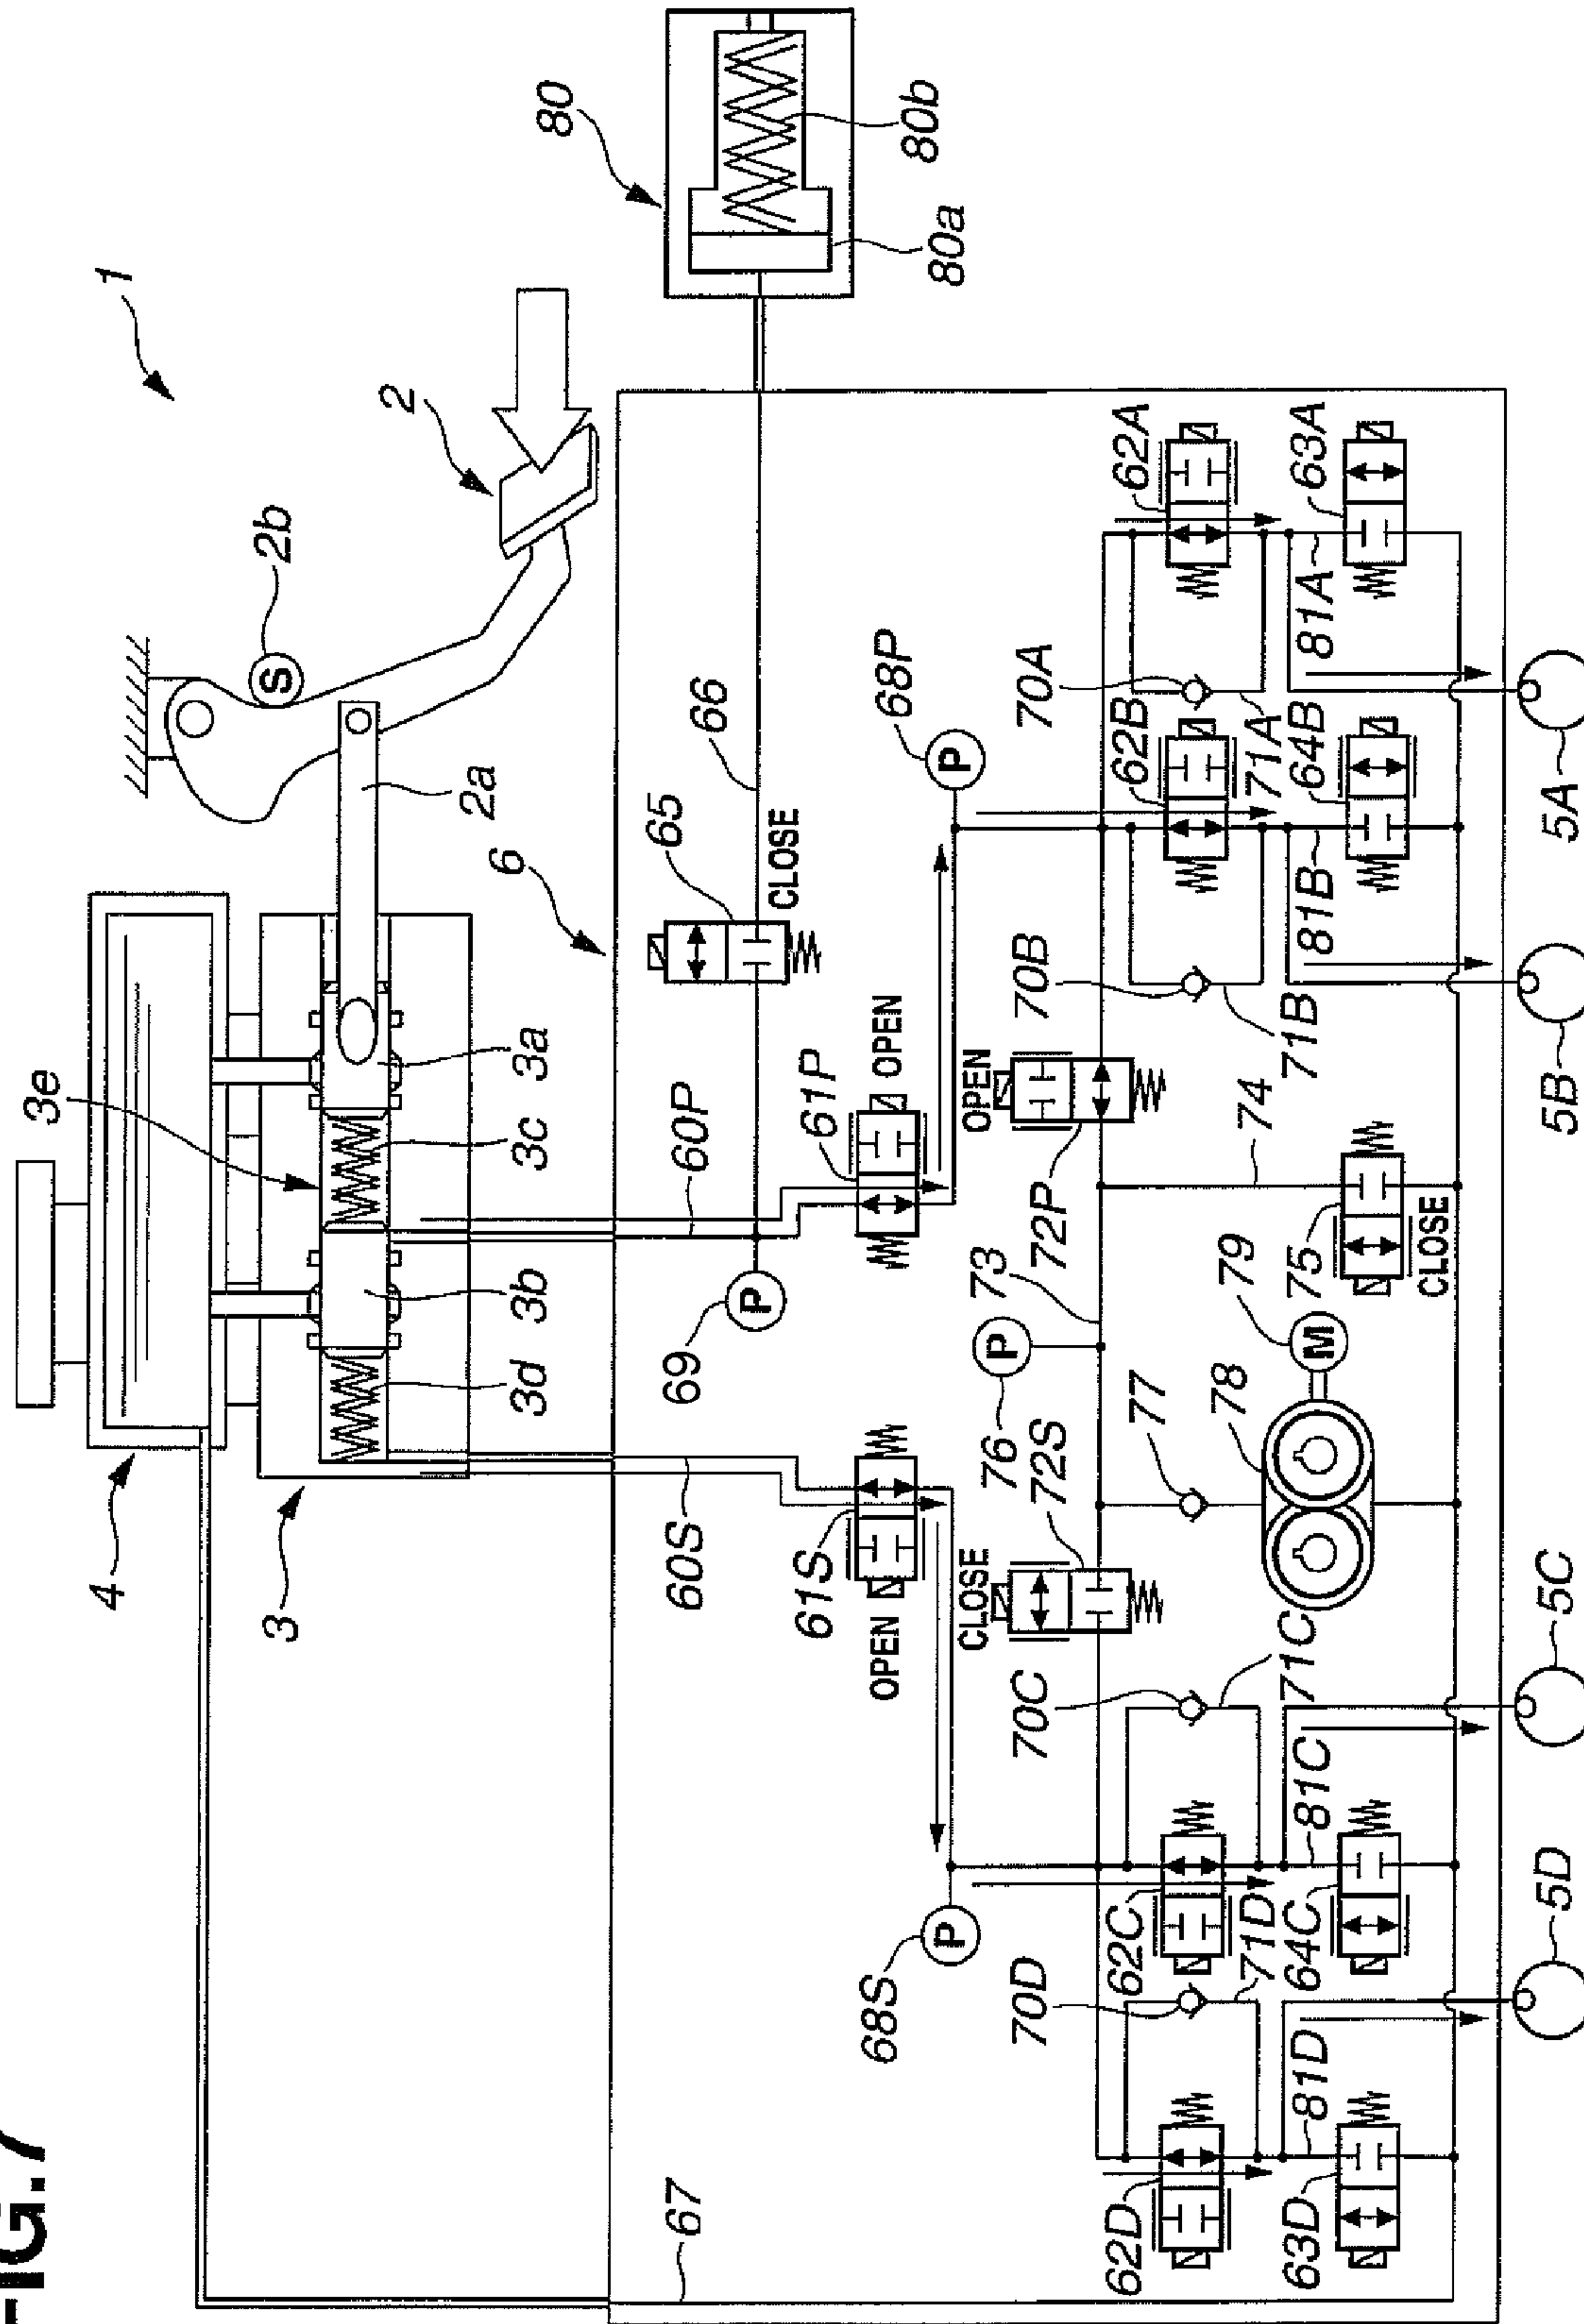 FIG.7
1
2
2b
2a
S
3e
3a
3c
3b
3d
4
3
80
80b
80a
6
65
CLOSE
66
60P
61P
OPEN
68P
P
69
P
60S
61S
OPEN
68S
P
67
72P
OPEN
73
74
75
CLOSE
76
P
72S
CLOSE
77
78
79
M
70A
71A
62A
63A
81A
70B
71B
62B
64B
81B
70C
71C
62C
64C
81C
70D
71D
62D
63D
81D
5A
5B
5C
5D